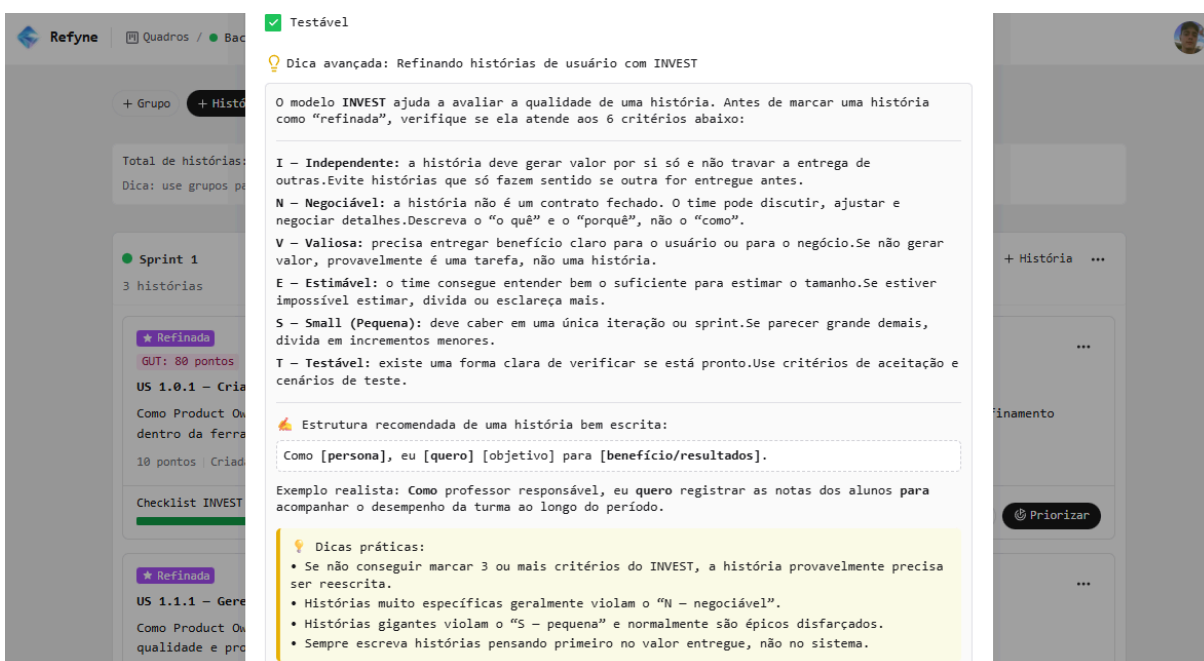 Testável
Refyne
Quadros / Bac
Dica avançada: Refinando histórias de usuário com INVEST
+ Grupo
+ Histó
O modelo INVEST ajuda a avaliar a qualidade de uma história. Antes de marcar uma história
como “refinada”, verifique se ela atende aos 6 critérios abaixo:
Total de histórias:
Dica: use grupos pa
I — Independente: a história deve gerar valor por si só e não travar a entrega de
outras.Evite histórias que só fazem sentido se outra for entregue antes.
N — Negociável: a história não é um contrato fechado. O time pode discutir, ajustar e
negociar detalhes.Descreva o “o quê” e o “porquê”, não o “como”.
V — Valiosa: precisa entregar benefício claro para o usuário ou para o negócio.Se não gerar
valor, provavelmente é uma tarefa, não uma história.
E — Estimável: o time consegue entender bem o suficiente para estimar o tamanho.Se estiver
impossível estimar, divida ou esclareça mais.
S — Small (Pequena): deve caber em uma única iteração ou sprint.Se parecer grande demais,
divida em incrementos menores.
T — Testável: existe uma forma clara de verificar se está pronto.Use critérios de aceitação e
cenários de teste.
Sprint 1
+ História
3 histórias
Refinada
GUT: 80 pontos
US 1.0.1 — Cria
Como Product Ow
finamento
dentro da ferra
10 pontos | Criad
Checklist INVEST
Priorizar
Estrutura recomendada de uma história bem escrita:
Como [persona], eu [quero] [objetivo] para [benefício/resultados].
Exemplo realista: Como professor responsável, eu quero registrar as notas dos alunos para
acompanhar o desempenho da turma ao longo do período.
Dicas práticas:
• Se não conseguir marcar 3 ou mais critérios do INVEST, a história provavelmente precisa
ser reescrita.
• Histórias muito específicas geralmente violam o “N — negociável”.
• Histórias gigantes violam o “S — pequena” e normalmente são épicos disfarçados.
• Sempre escreva histórias pensando primeiro no valor entregue, não no sistema.
Refinada
US 1.1.1 — Gere
Como Product Ow
qualidade e pro